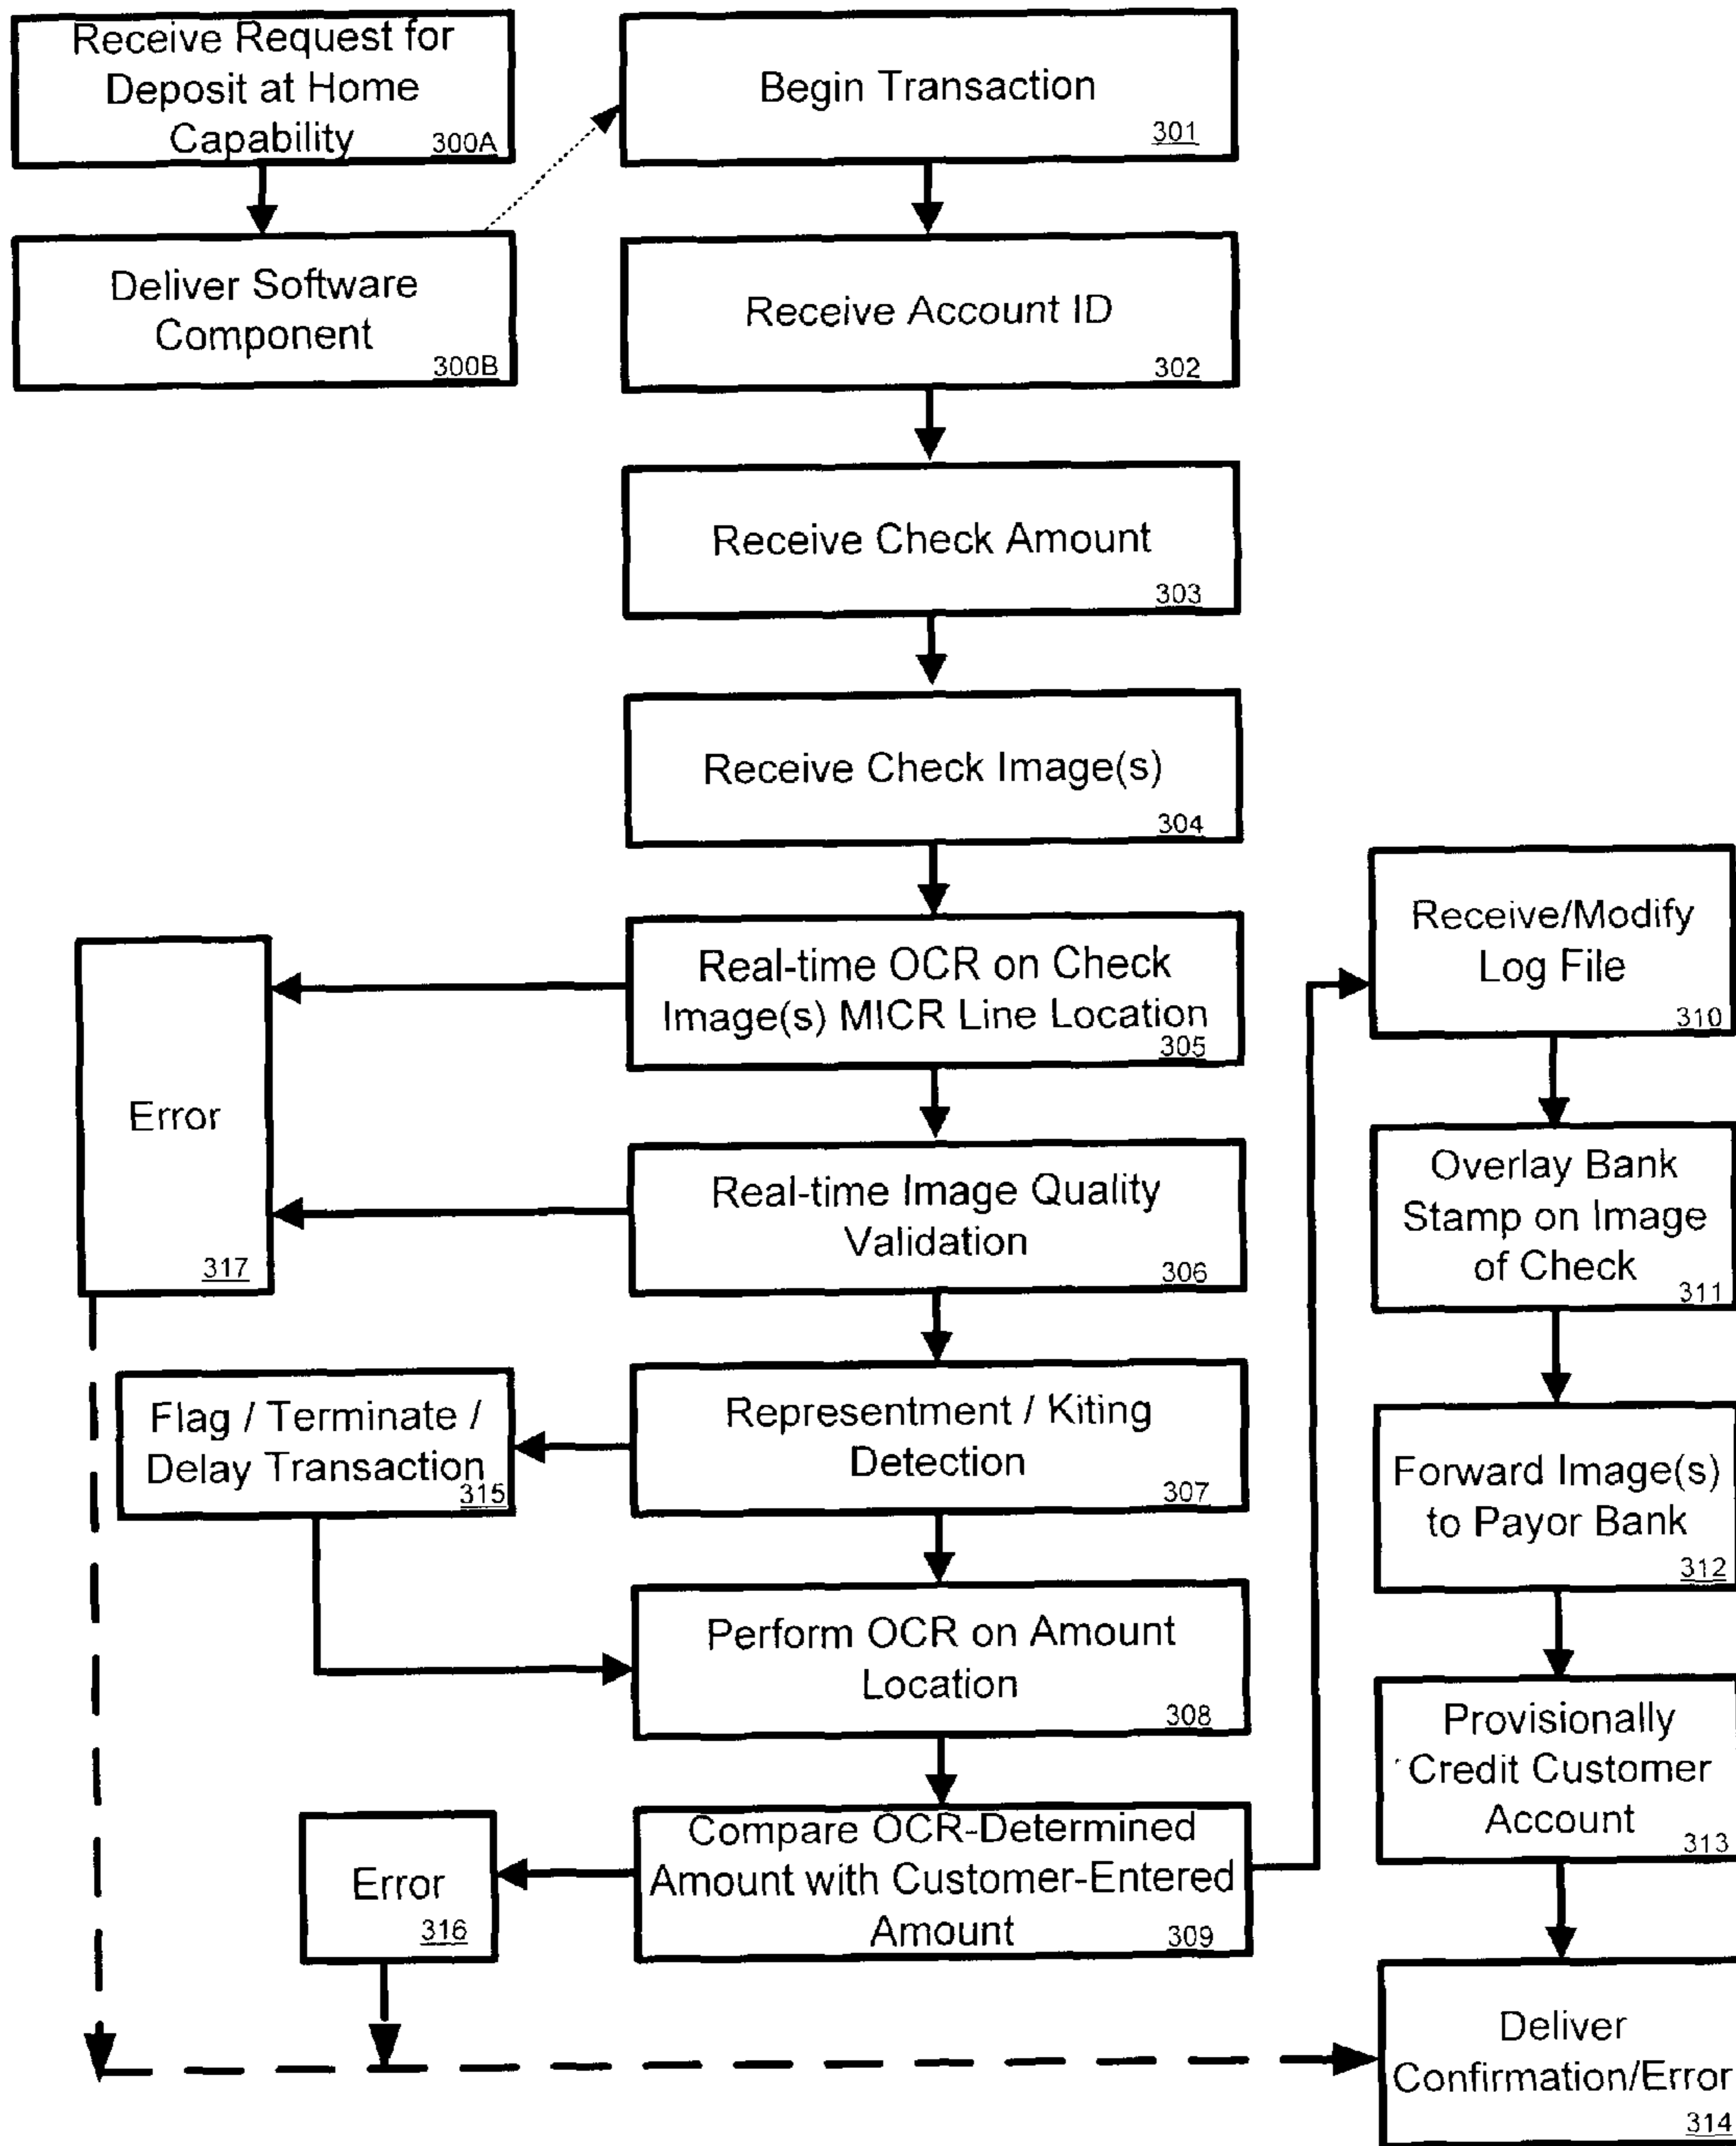 Receive Request for
Deposit at Home
Capability
300A
Deliver Software
Component
300B
Begin Transaction
301
Receive Account ID
302
Receive Check Amount
303
Receive Check Image(s)
304
Real-time OCR on Check
Image(s) MICR Line Location
305
Real-time Image Quality
Validation
306
Error
317
Representment / Kiting
Detection
307
Flag / Terminate /
Delay Transaction
315
Perform OCR on Amount
Location
308
Compare OCR-Determined
Amount with Customer-Entered
Amount
309
Error
316
Receive/Modify
Log File
310
Overlay Bank
Stamp on Image
of Check
311
Forward Image(s)
to Payor Bank
312
Provisionally
Credit Customer
Account
313
Deliver
Confirmation/Error
314